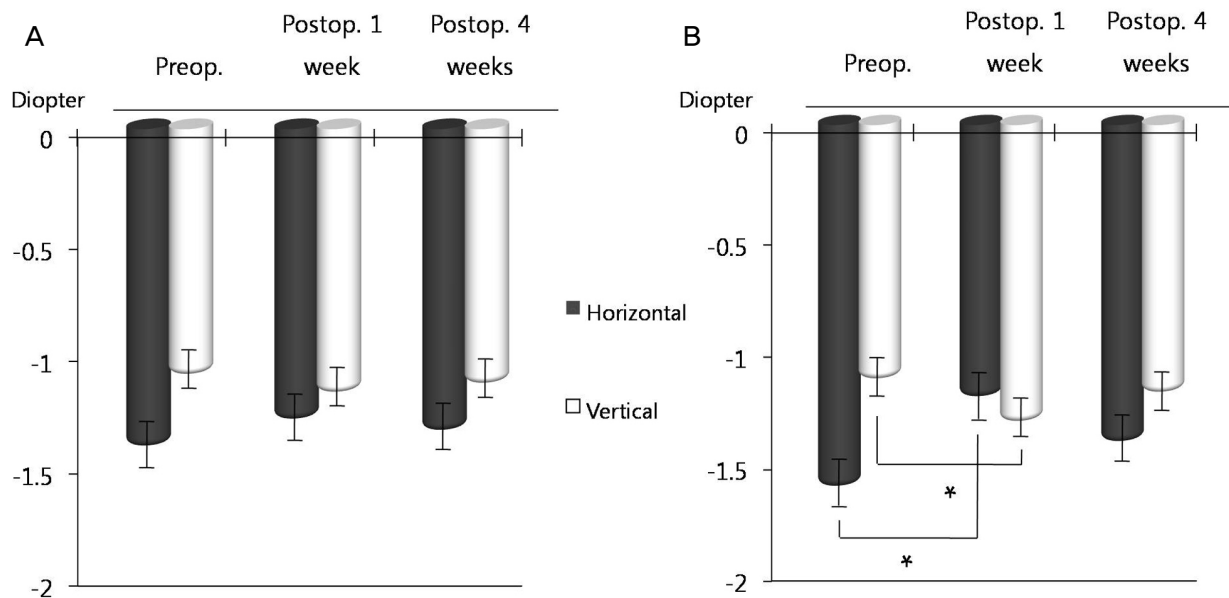 A
Preop.
Postop. 1
week
Postop. 4
weeks
Diopter
0
-0.5
-1
-1.5
-2
Horizontal
Vertical
B
Preop.
Postop. 1
week
Postop. 4
weeks
Diopter
0
-0.5
-1
-1.5
-2
*
*